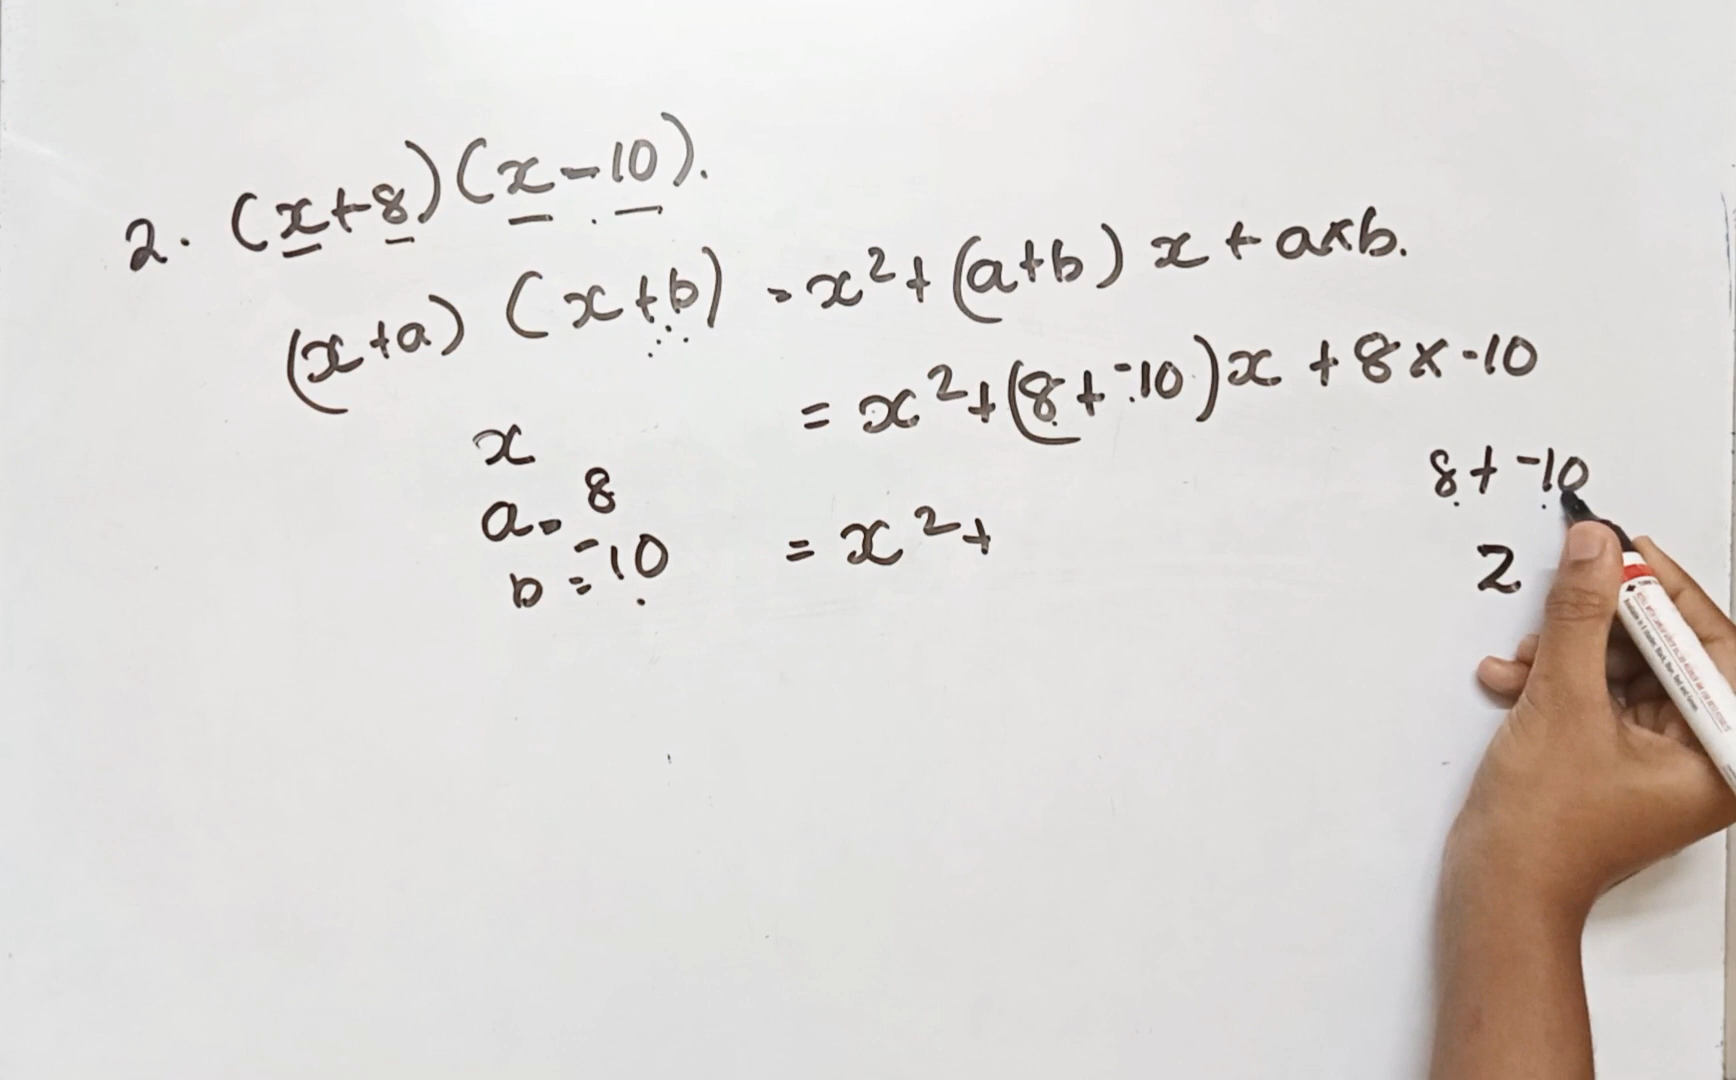 2. (x+8)(x-10).
(x+a) (x+b) = x²+(a+b) x + a×b.
= x²+(8+-10)x + 8×-10
x
a=8
b=-10
= x²+
8+-10
2